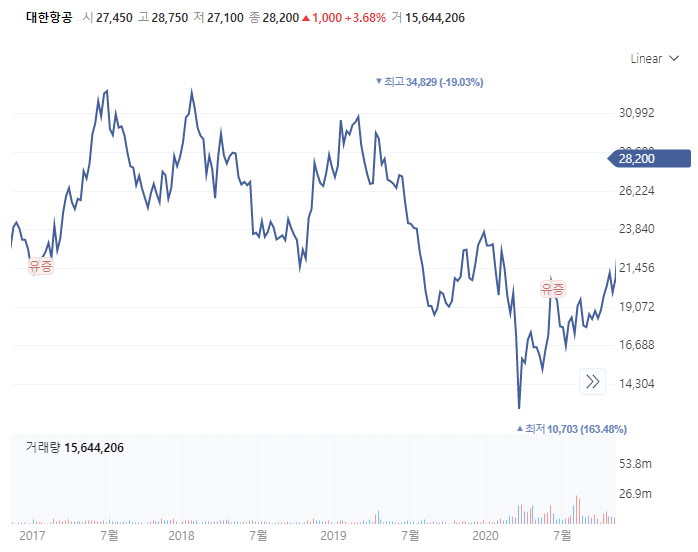 대한항공 시 27,450 고 28,750 저 27,100 종 28,200 ▲ 1,000 +3.68% 거 15,644,206
Linear
▼ 최고 34,829 (-19.03%)
30,992
28,200
26,224
23,840
유증
21,456
유증
19,072
16,688
14,304
▲ 최저 10,703 (163.48%)
거래량 15,644,206
53.8m
26.9m
2017 7월 2018 7월 2019 7월 2020 7월